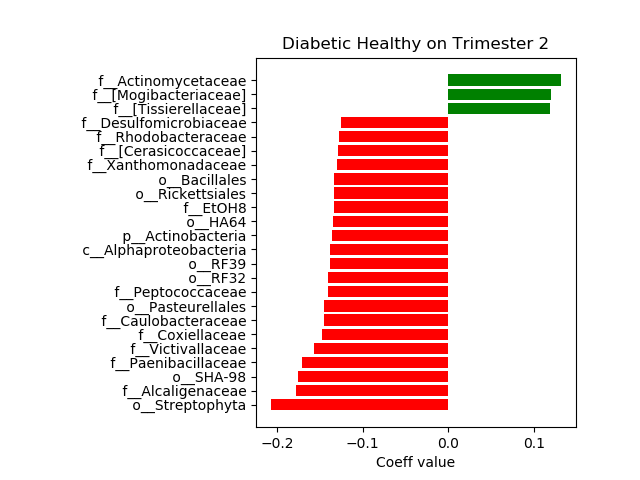 Diabetic Healthy on Trimester 2
f__Actinomycetaceae
f__[Mogibacteriaceae]
f__[Tissierellaceae]
f__Desulfomicrobiaceae
f__Rhodobacteraceae
f__[Cerasicoccaceae]
f__Xanthomonadaceae
o__Bacillales
o__Rickettsiales
f__EtOH8
o__HA64
p__Actinobacteria
c__Alphaproteobacteria
o__RF39
o__RF32
f__Peptococcaceae
o__Pasteurellales
f__Caulobacteraceae
f__Coxiellaceae
f__Victivallaceae
f__Paenibacillaceae
o__SHA-98
f__Alcaligenaceae
o__Streptophyta
−0.2 −0.1 0.0 0.1
Coeff value